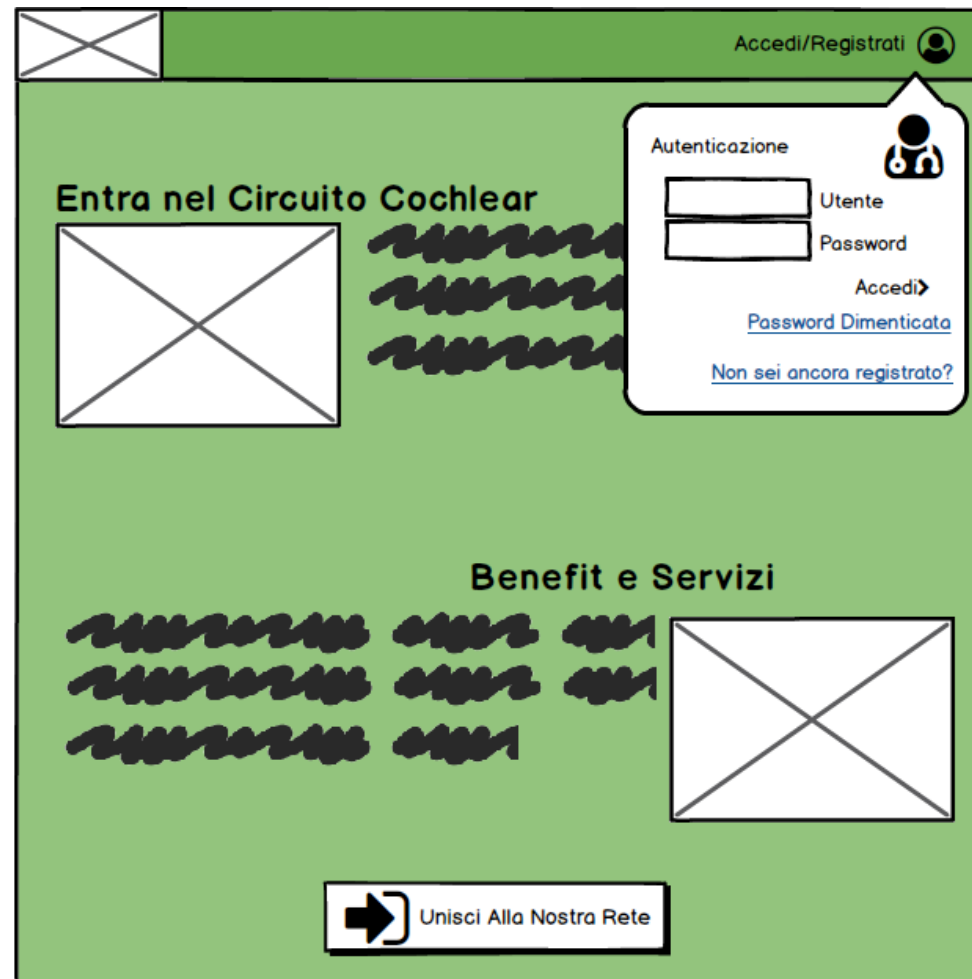 Accedi/Registrati
Autenticazione
Utente
Password
Accedi>
Password Dimenticata
Non sei ancora registrato?
Entra nel Circuito Cochlear
Benefit e Servizi
Unisci Alla Nostra Rete